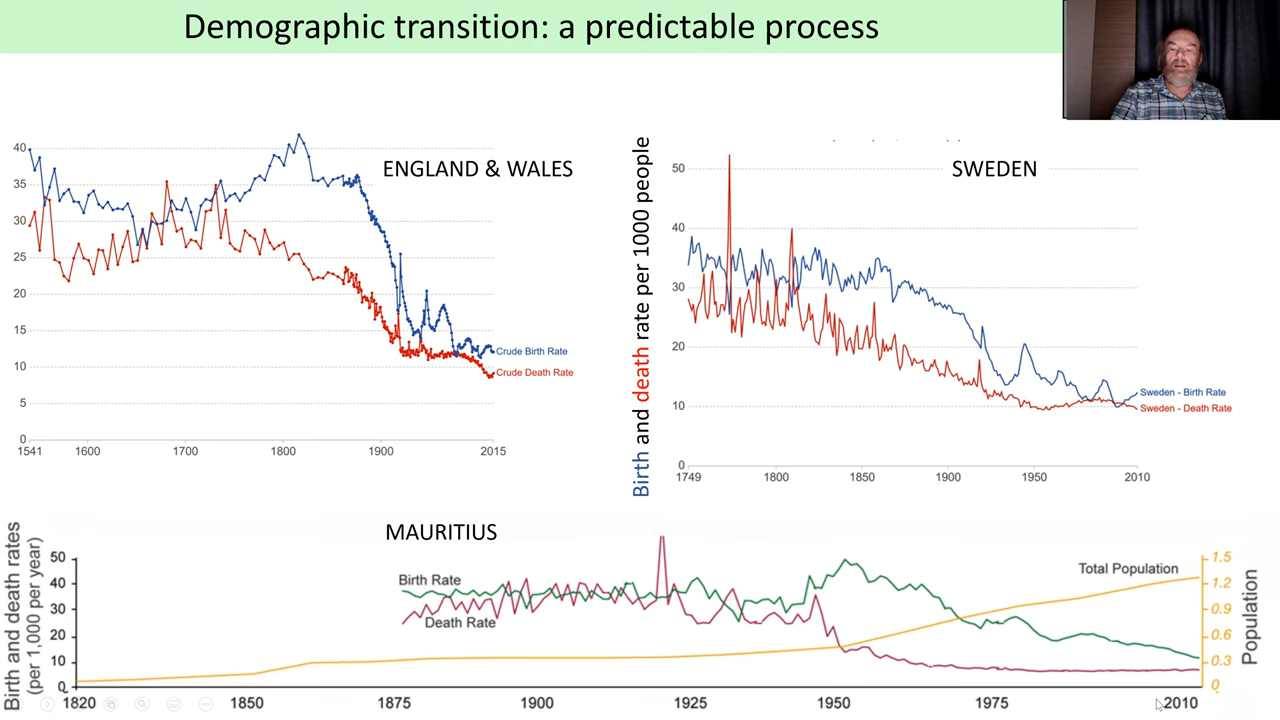 Demographic transition: a predictable process
ENGLAND & WALES
40
35
30
25
20
15
10
5
0
Crude Birth Rate
Crude Death Rate
1541 1600 1700 1800 1900 2015
Birth and death rate per 1000 people
SWEDEN
50
40
30
20
10
0
Sweden - Birth Rate
Sweden - Death Rate
1749 1800 1850 1900 1950 2010
MAURITIUS
Birth and death rates
(per 1,000 per year)
50
40
30
20
10
0
Birth Rate
Death Rate
Total Population
1.5
1.2
0.9
0.6
0.3
0
Population
1820 1850 1875 1900 1925 1950 1975 2010